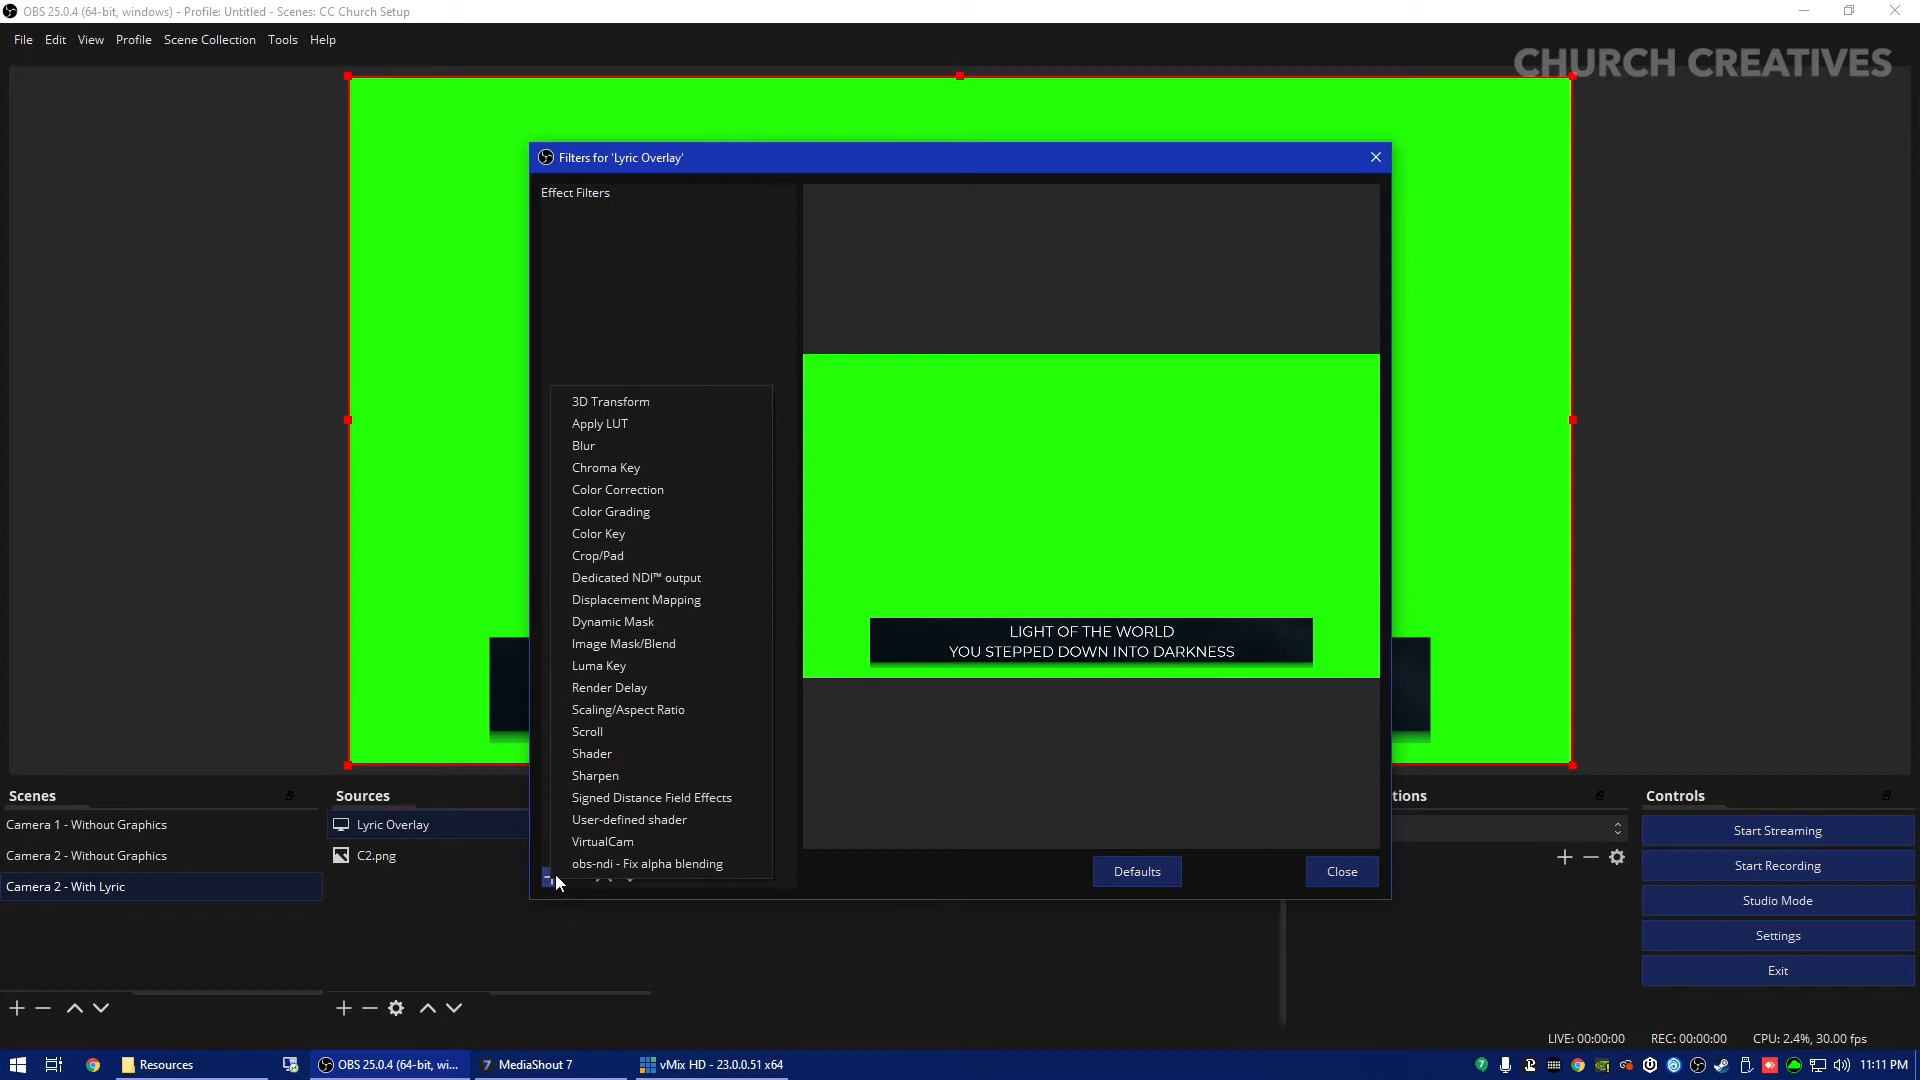 OBS 25.0.4 (64-bit, windows) - Profile: Untitled - Scenes: CC Church Setup
File Edit View Profile Scene Collection Tools Help
CHURCH CREATIVES
Filters for 'Lyric Overlay'
Effect Filters
3D Transform
Apply LUT
Blur
Chroma Key
Color Correction
Color Grading
Color Key
Crop/Pad
Dedicated NDI™ output
Displacement Mapping
Dynamic Mask
Image Mask/Blend
Luma Key
Render Delay
Scaling/Aspect Ratio
Scroll
Shader
Sharpen
Signed Distance Field Effects
User-defined shader
VirtualCam
obs-ndi - Fix alpha blending
LIGHT OF THE WORLD
YOU STEPPED DOWN INTO DARKNESS
Defaults
Close
Scenes
Camera 1 - Without Graphics
Camera 2 - Without Graphics
Camera 2 - With Lyric
Sources
Lyric Overlay
C2.png
tions
Controls
Start Streaming
Start Recording
Studio Mode
Settings
Exit
LIVE: 00:00:00 REC: 00:00:00 CPU: 2.4%, 30.00 fps
Resources
OBS 25.0.4 (64-bit, wi...
MediaShout 7
vMix HD - 23.0.0.51 x64
11:11 PM